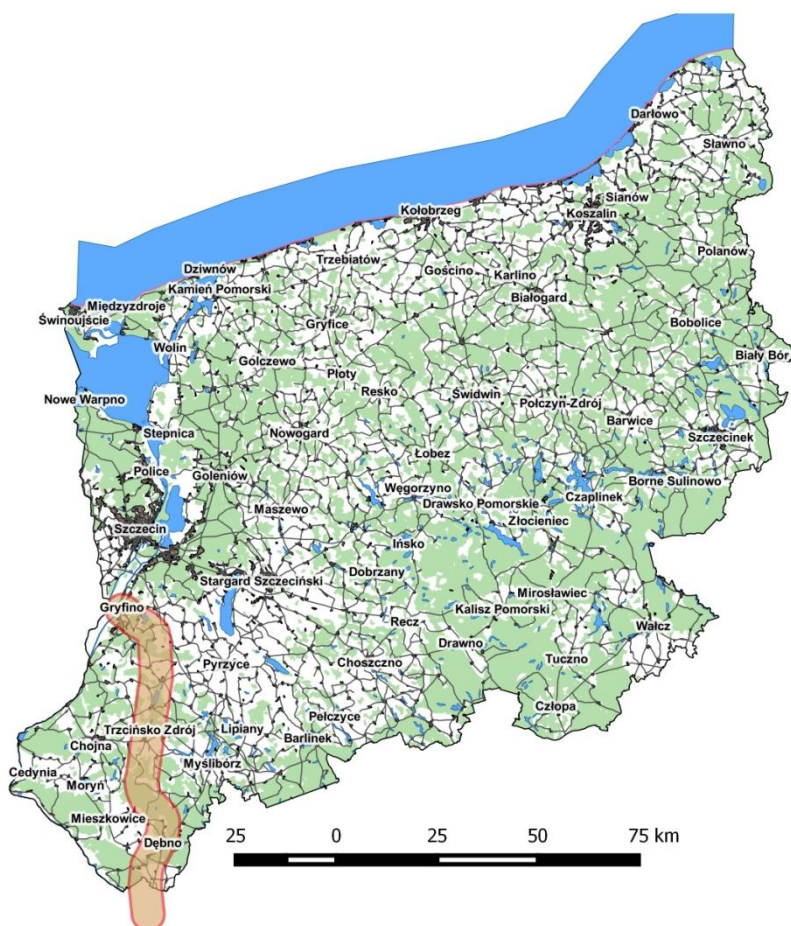 Darłowo
Sławno
Sianów
Kołobrzeg
Koszalin
Polanów
Trzebiatów
Dziwnów
Gościno
Karlino
Kamień Pomorski
Białogard
Międzyzdroje
Świnoujście
Gryfice
Bobolice
Wolin
Biały Bór
Golczewo
Płoty
Resko
Świdwin
Nowe Warpno
Połczyn-Zdrój
Barwice
Stepnica
Nowogard
Szczecinek
Łobez
Police
Goleniów
Węgorzyno
Borne Sulinowo
Czaplinek
Maszewo
Drawsko Pomorskie
Szczecin
Złocieniec
Ińsko
Dobrzany
Stargard Szczeciński
Mirosławiec
Gryfino
Kalisz Pomorski
Recz
Wałcz
Drawno
Pyrzyce
Choszczno
Tuczno
Człopa
Pełczyce
Trzcińsko Zdrój
Lipiany
Barlinek
Chojna
Myślibórz
Cedynia
Moryń
Mieszkowice
Dębno
25 0 25 50 75 km